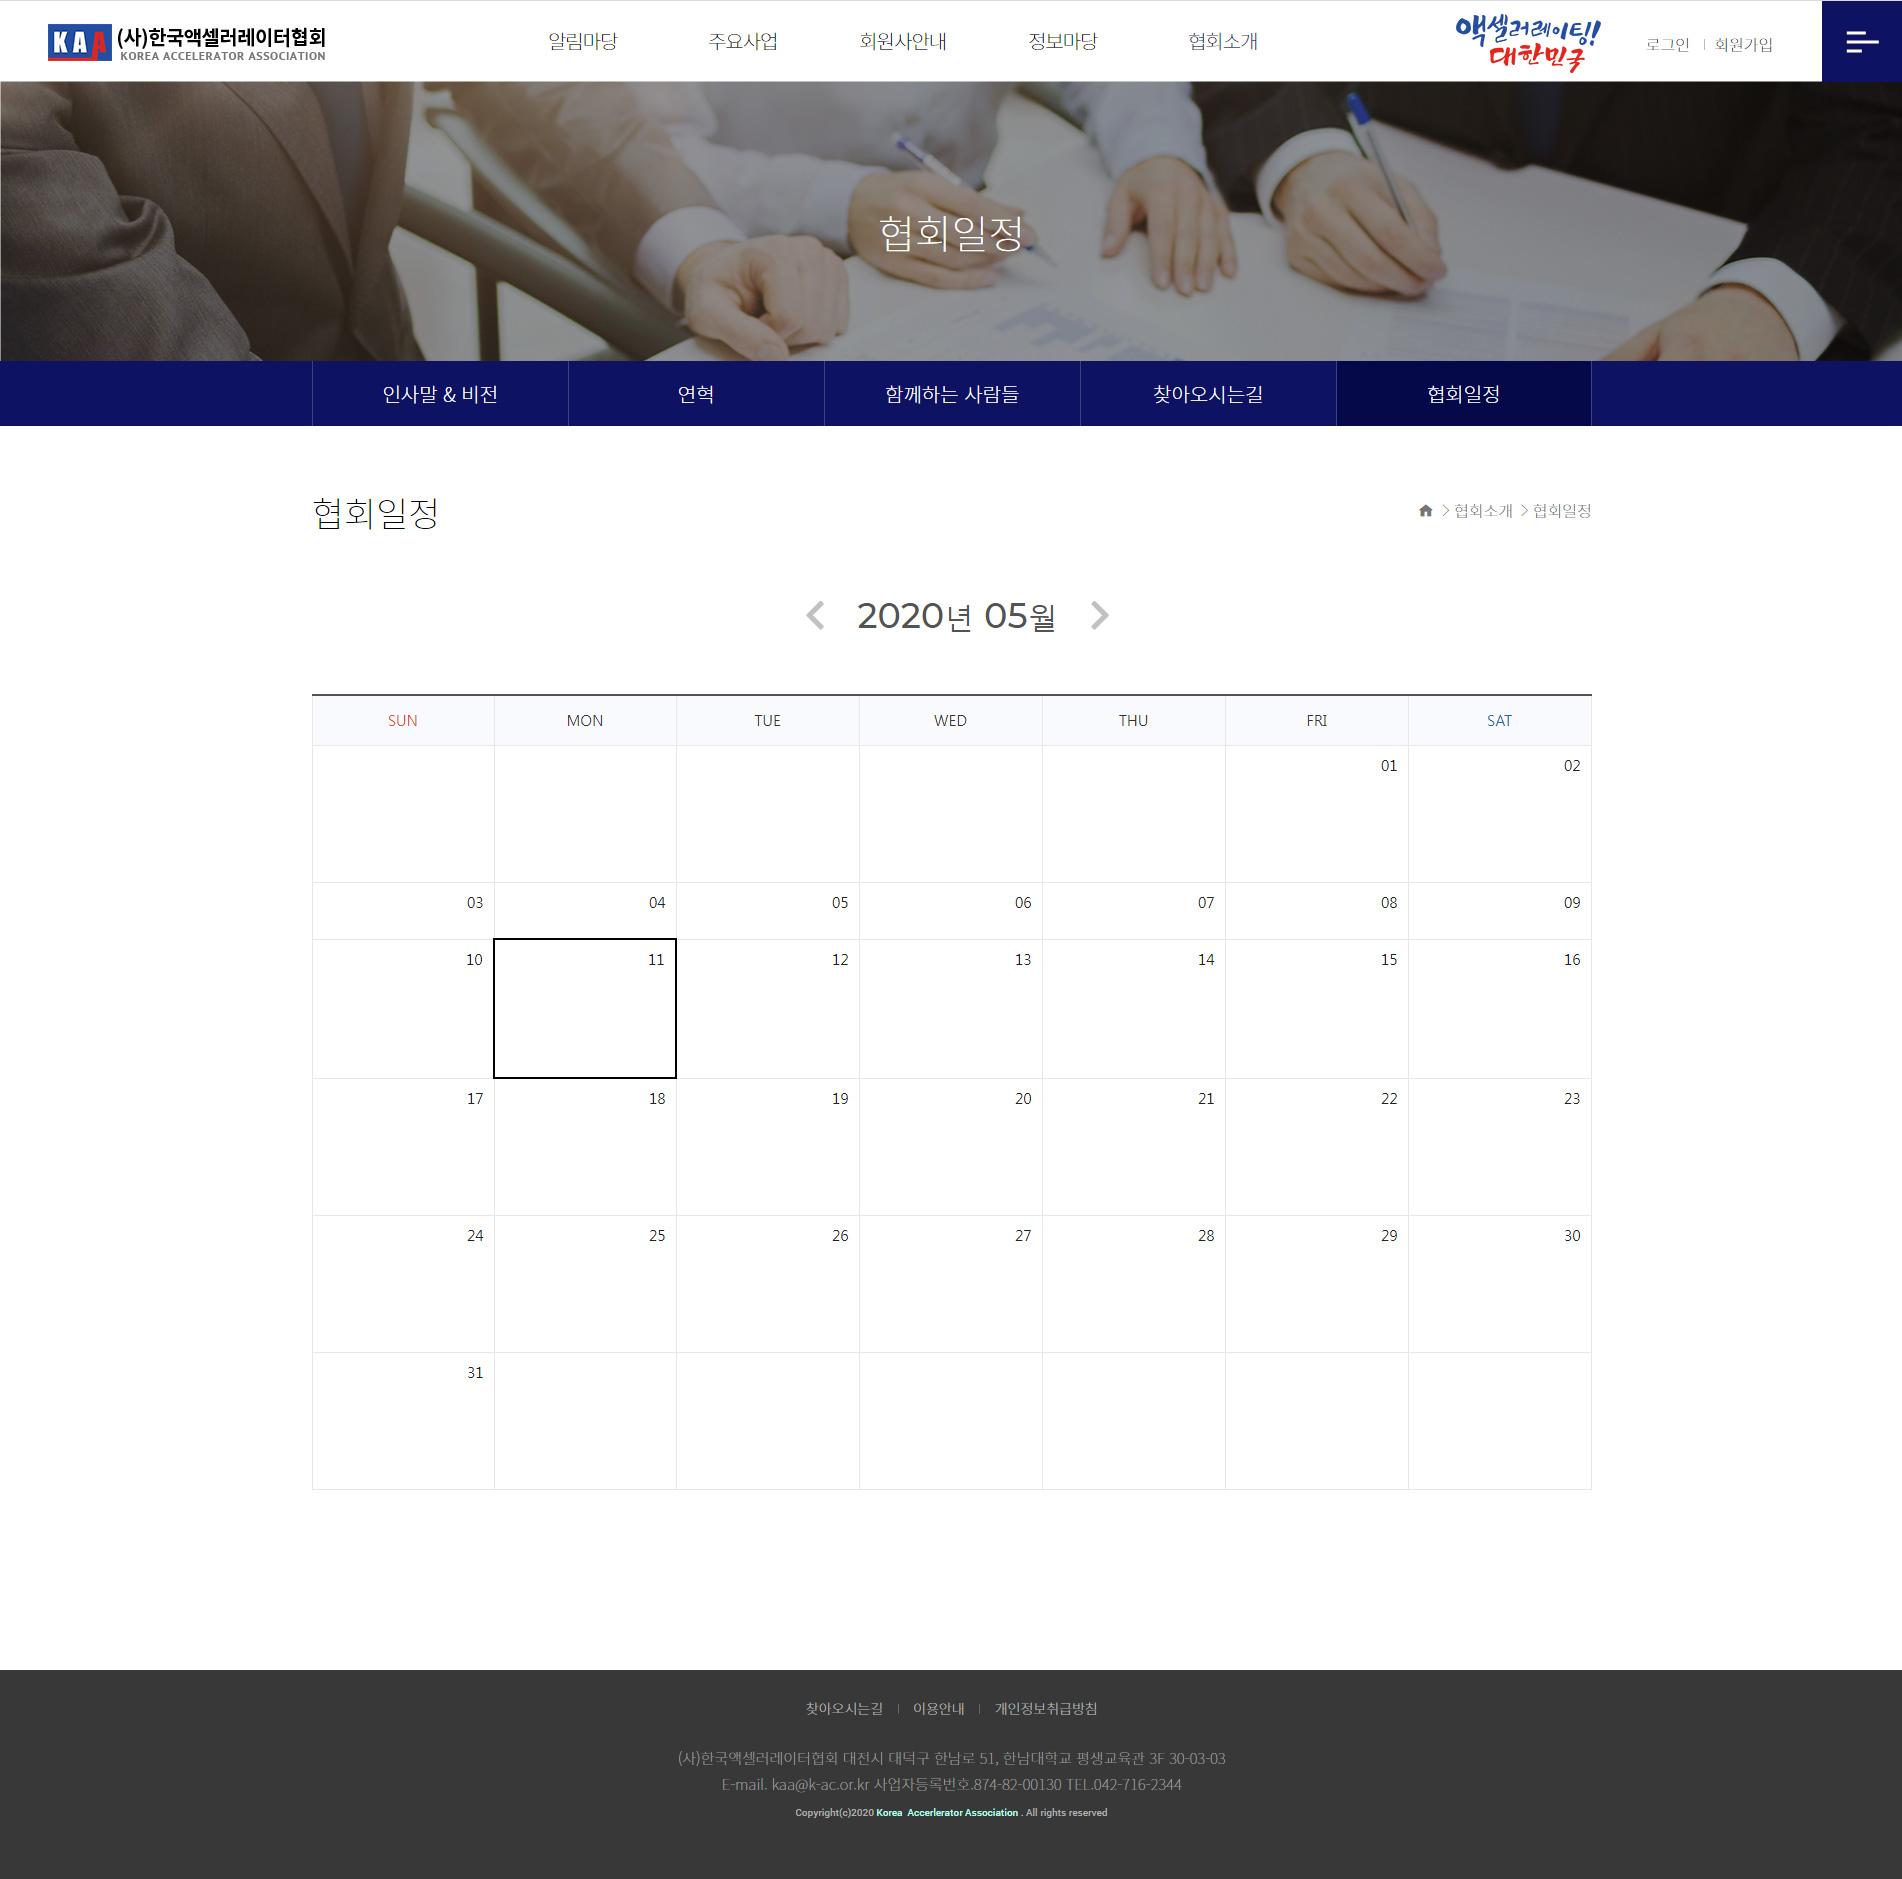 KAA (사)한국액셀러레이터협회
KOREA ACCELERATOR ASSOCIATION
알림마당 주요사업 회원사안내 정보마당 협회소개
액셀러레이팅!
대한민국
로그인 회원가입
협회일정
인사말 & 비전 연혁 함께하는 사람들 찾아오시는길 협회일정
협회일정
> 협회소개 > 협회일정
2020년 05월
SUN MON TUE WED THU FRI SAT
01 02
03 04 05 06 07 08 09
10 11 12 13 14 15 16
17 18 19 20 21 22 23
24 25 26 27 28 29 30
31
찾아오시는길 이용안내 개인정보취급방침
(사)한국액셀러레이터협회 대전시 대덕구 한남로 51, 한남대학교 평생교육관 3F 30-03-03
E-mail. kaa@k-ac.or.kr 사업자등록번호.874-82-00130 TEL.042-716-2344
Copyright(c)2020 Korea Accerlerator Association . All rights reserved